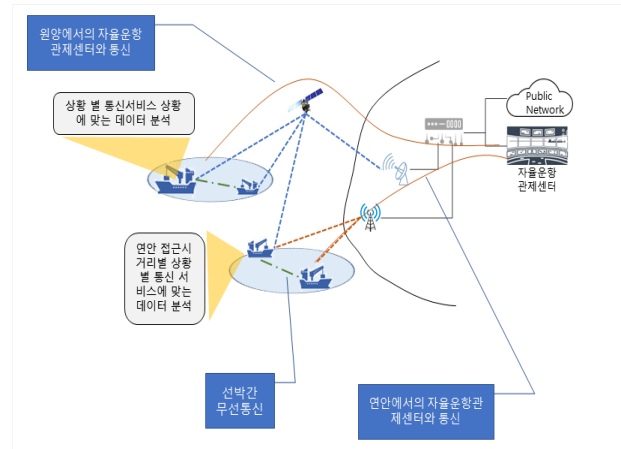 원양에서의 자율운항
관제센터와 통신
상황 별 통신서비스 상황
에 맞는 데이터 분석
Public
Network
자율운항
관제센터
연안 접근시
거리별 상황
별 통신 서
비스에 맞는
데이터 분석
선박간
무선통신
연안에서의 자율운항관
제센터와 통신